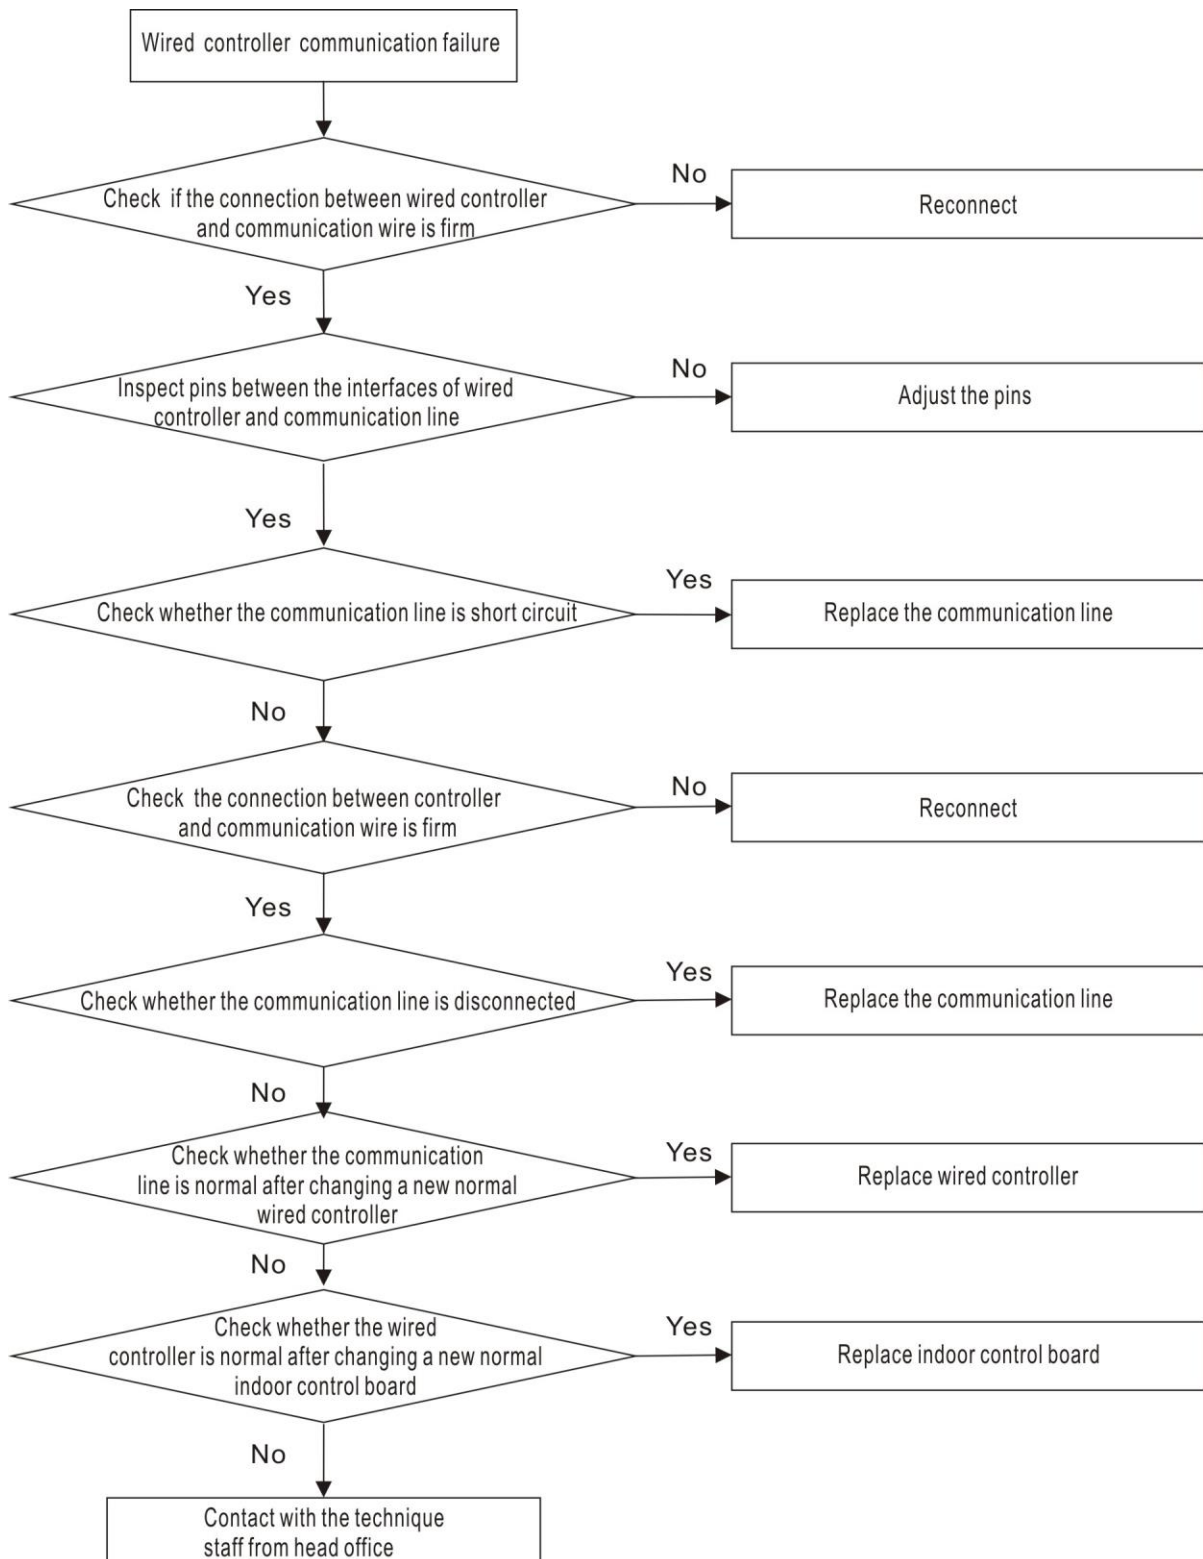 Wired controller communication failure
Check if the connection between wired controller
and communication wire is firm
No
Reconnect
Yes
Inspect pins between the interfaces of wired
controller and communication line
No
Adjust the pins
Yes
Check whether the communication line is short circuit
Yes
Replace the communication line
No
Check the connection between controller
and communication wire is firm
No
Reconnect
Yes
Check whether the communication line is disconnected
Yes
Replace the communication line
No
Check whether the communication
line is normal after changing a new normal
wired controller
Yes
Replace wired controller
No
Check whether the wired
controller is normal after changing a new normal
indoor control board
Yes
Replace indoor control board
No
Contact with the technique
staff from head office